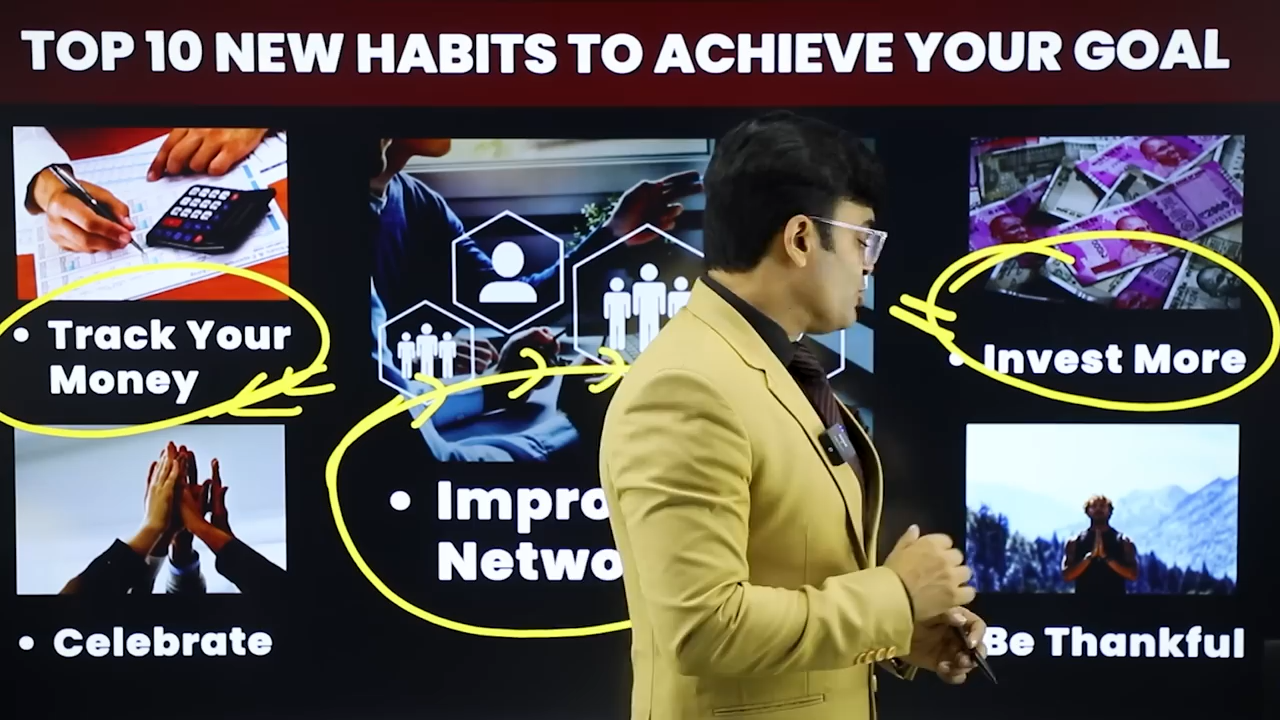 TOP 10 NEW HABITS TO ACHIEVE YOUR GOAL
• Track Your
Money
• Invest More
• Celebrate
Be Thankful